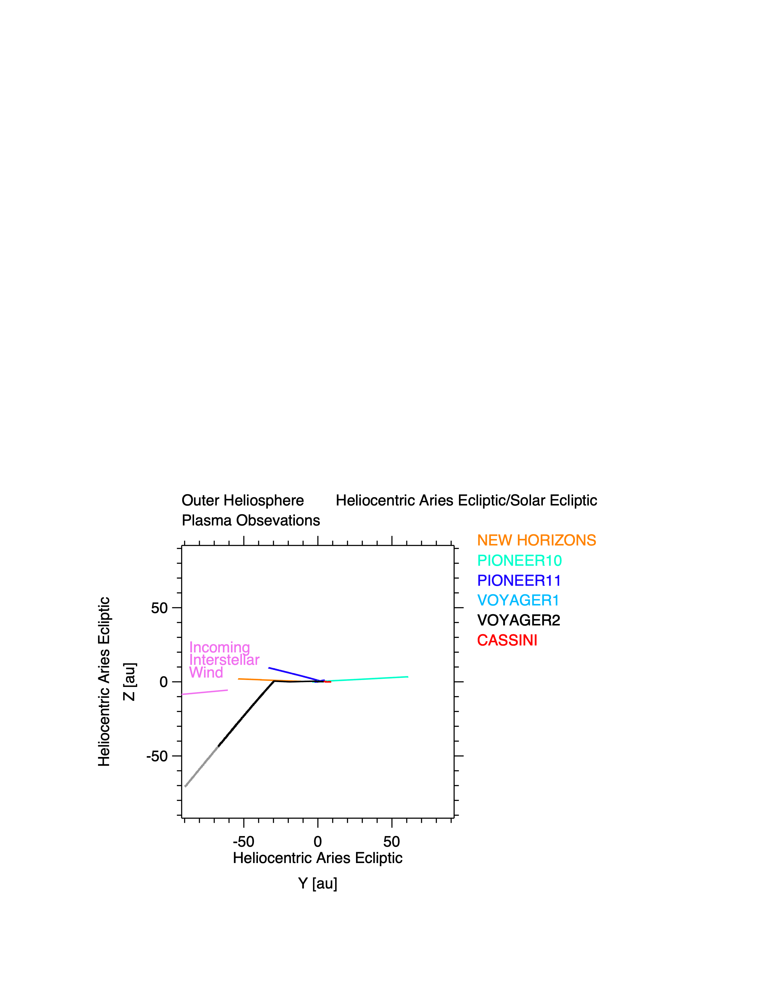 Outer Heliosphere
Heliocentric Aries Ecliptic/Solar Ecliptic
Plasma Obsevations
NEW HORIZONS
PIONEER10
PIONEER11
VOYAGER1
VOYAGER2
CASSINI
Heliocentric Aries Ecliptic
Z [au]
50
0
-50
Incoming
Interstellar
Wind
-50 0 50
Heliocentric Aries Ecliptic
Y [au]